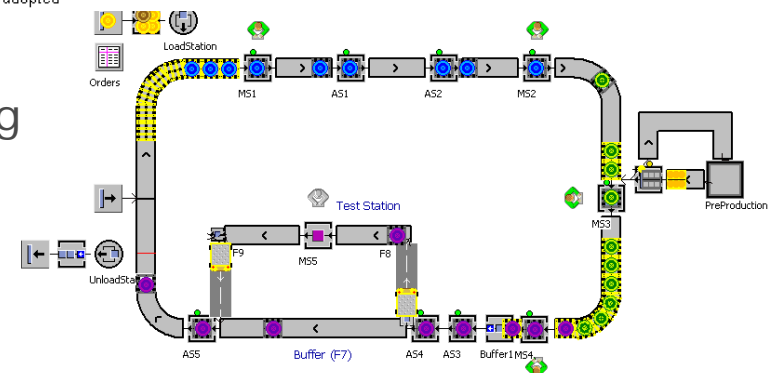 adopted
LoadStation
Orders
MS1
AS1
AS2
MS2
g
PreProduction
MS3
Test Station
F9
MS5
F8
UnloadSta
AS5
Buffer (F7)
AS4
AS3
Buffer1
MS4